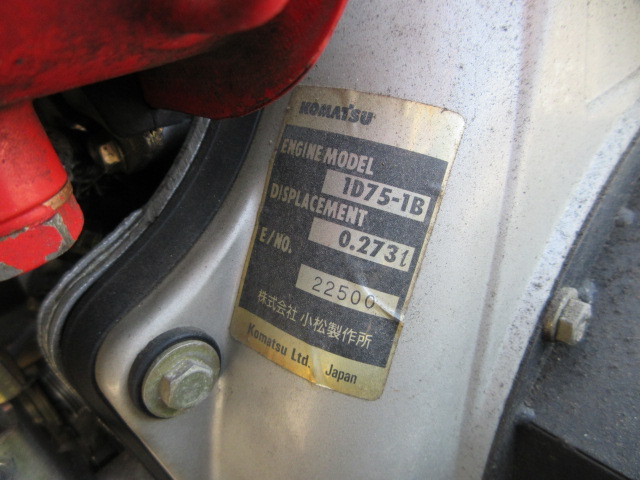 KOMATSU
ENGINE MODEL
1D75-1B
DISPLACEMENT
0.273ℓ
E/NO.
22500
株式会社 小松製作所
Komatsu Ltd. Japan